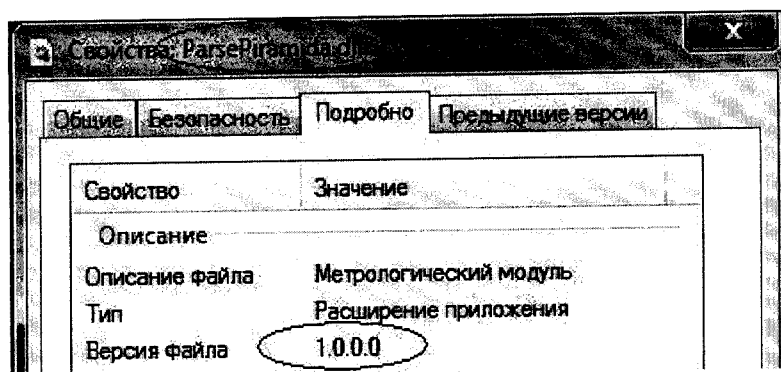 Свойства: ParsePiramida.dll
Общие Безопасность Подробно Предыдущие версии
Свойство Значение
Описание
Описание файла Метрологический модуль
Тип Расширение приложения
Версия файла 1.0.0.0